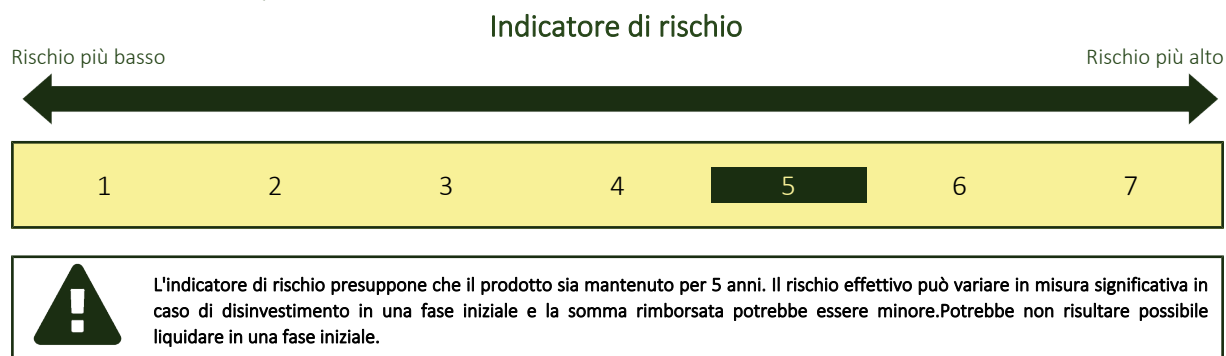 Indicatore di rischio
Rischio più basso
Rischio più alto
1 2 3 4 5 6 7
L'indicatore di rischio presuppone che il prodotto sia mantenuto per 5 anni. Il rischio effettivo può variare in misura significativa in
caso di disinvestimento in una fase iniziale e la somma rimborsata potrebbe essere minore.Potrebbe non risultare possibile
liquidare in una fase iniziale.